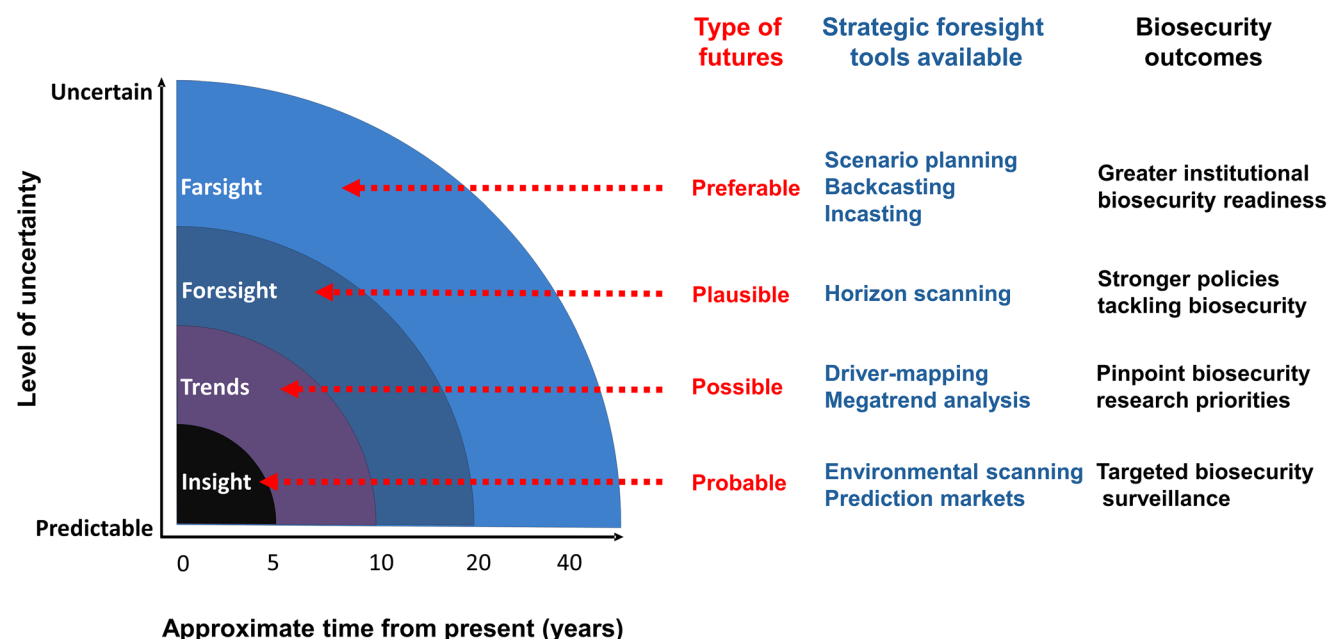 Type of
futures
Strategic foresight
tools available
Biosecurity
outcomes
Uncertain
Level of uncertainty
Predictable
Farsight
Preferable
Scenario planning
Backcasting
Incasting
Greater institutional
biosecurity readiness
Foresight
Plausible
Horizon scanning
Stronger policies
tackling biosecurity
Trends
Possible
Driver-mapping
Megatrend analysis
Pinpoint biosecurity
research priorities
Insight
Probable
Environmental scanning
Prediction markets
Targeted biosecurity
surveillance
0 5 10 20 40
Approximate time from present (years)